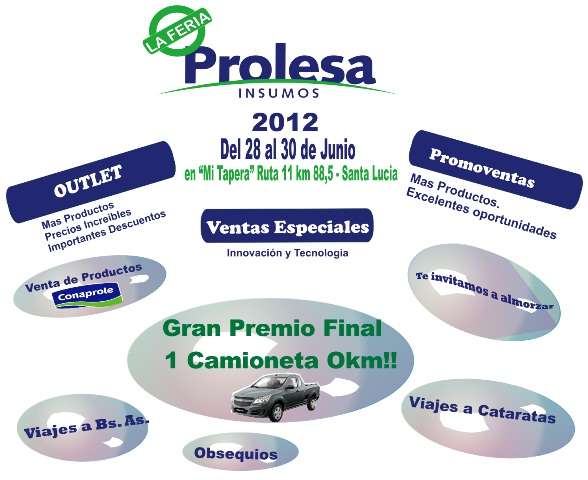 LA FERIA
Prolesa
INSUMOS
2012
Del 28 al 30 de Junio
en "Mi Tapera" Ruta 11 km 88,5 - Santa Lucia
OUTLET
Mas Productos
Precios Increibles
Importantes Descuentos
Ventas Especiales
Innovación y Tecnologia
Promoventas
Mas Productos.
Excelentes oportunidades
Venta de Productos
Conaprole
Te invitamos a almorzar
Gran Premio Final
1 Camioneta Okm!!
Viajes a Bs. As.
Obsequios
Viajes a Cataratas